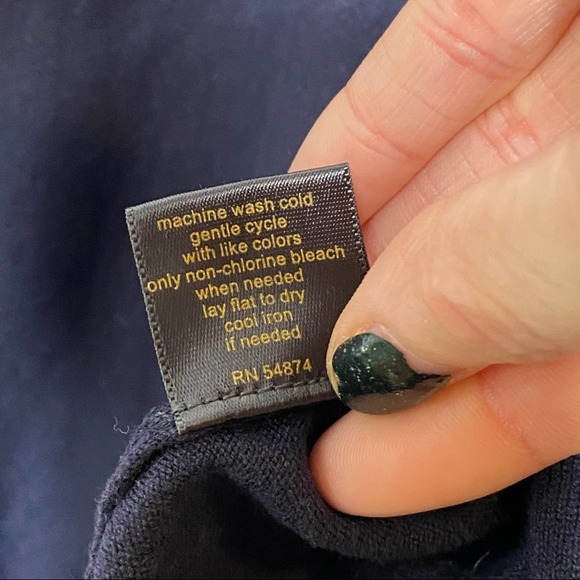 machine wash cold
gentle cycle
with like colors
only non-chlorine bleach
when needed
lay flat to dry
cool iron
if needed
RN 54874